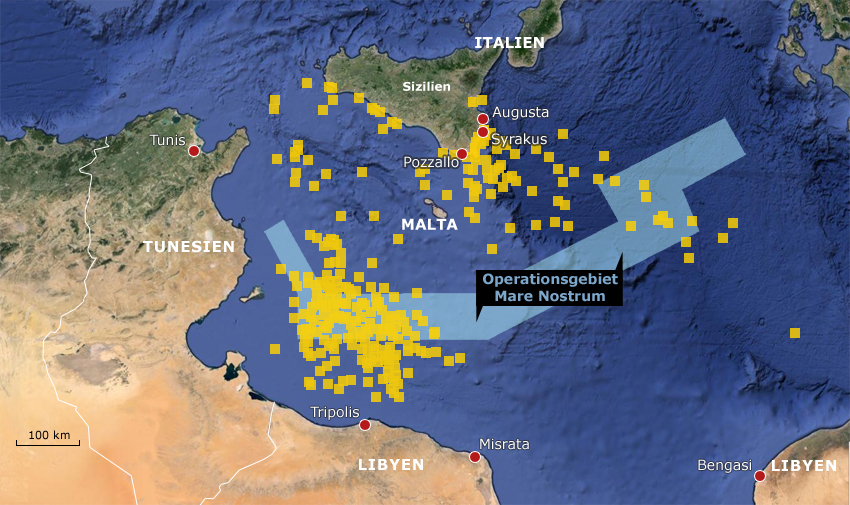 ITALIEN
Sizilien
Augusta
Syrakus
Tunis
Pozzallo
MALTA
TUNESIEN
Operationsgebiet
Mare Nostrum
Tripolis
100 km
Misrata
LIBYEN
Bengasi
LIBYEN